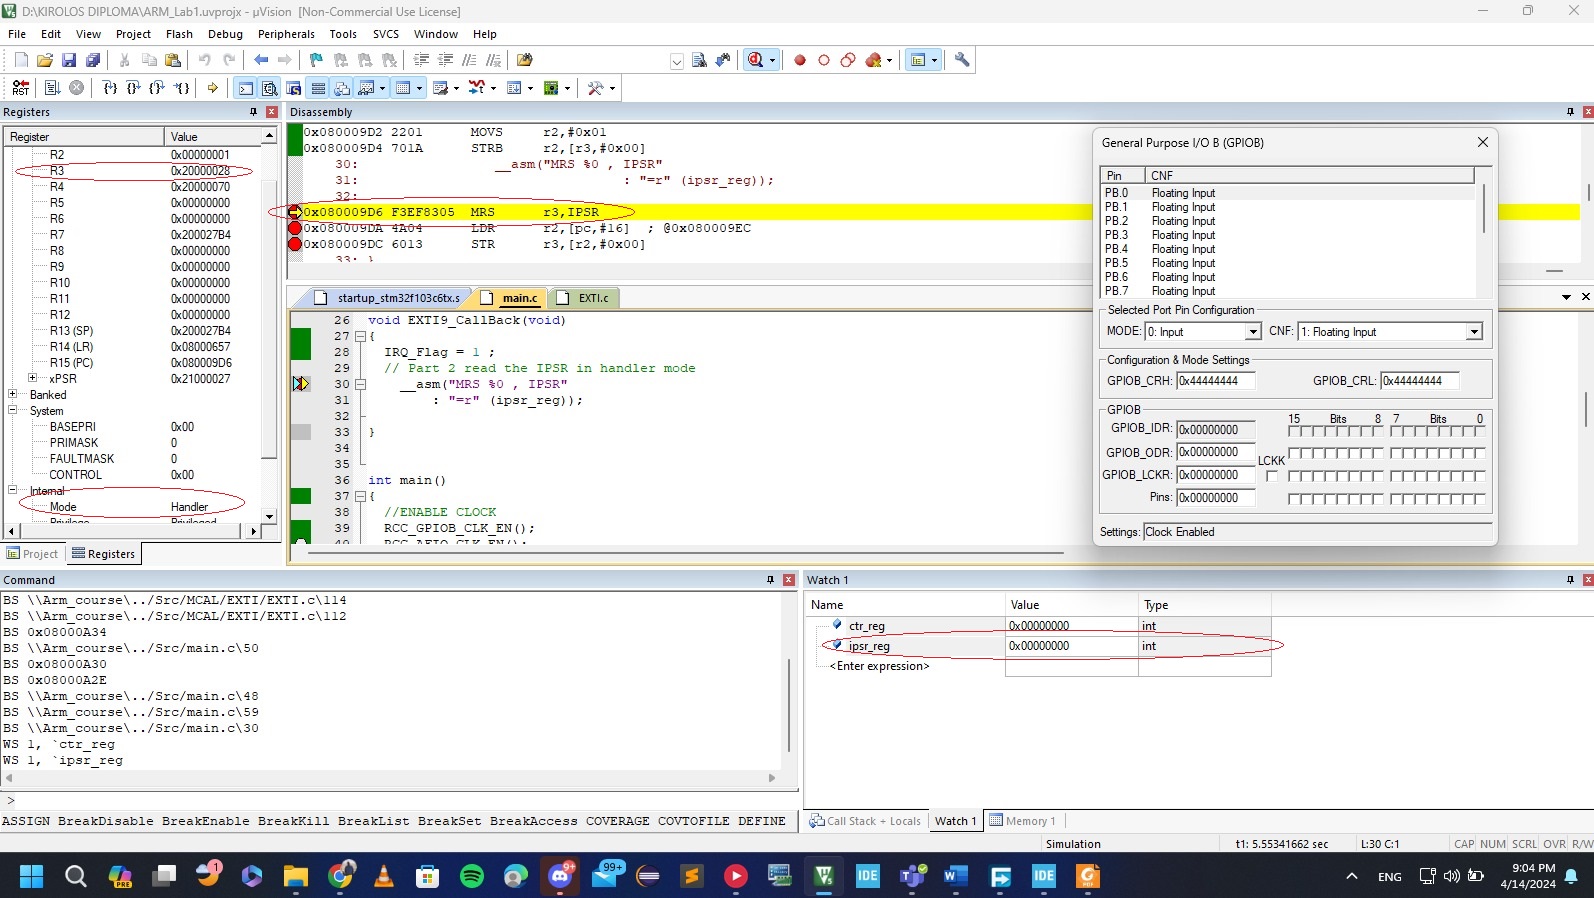 D:\KIROLOS DIPLOMA\ARM_Lab1.uvprojx - µVision [Non-Commercial Use License]
File Edit View Project Flash Debug Peripherals Tools SVCS Window Help
Registers
Register Value
R2 0x00000001
R3 0x20000028
R4 0x20000070
R5 0x00000000
R6 0x00000000
R7 0x200027B4
R8 0x00000000
R9 0x00000000
R10 0x00000000
R11 0x00000000
R12 0x00000000
R13 (SP) 0x200027B4
R14 (LR) 0x08000657
R15 (PC) 0x080009D6
xPSR 0x21000027
Banked
System
BASEPRI 0x00
PRIMASK 0
FAULTMASK 0
CONTROL 0x00
Internal
Mode Handler
Privilege Privileged
Project Registers
Disassembly
0x080009D2 2201 MOVS r2,#0x01
0x080009D4 701A STRB r2,[r3,#0x00]
30: __asm("MRS %0 , IPSR"
31: : "=r" (ipsr_reg));
32:
0x080009D6 F3EF8305 MRS r3,IPSR
0x080009DA 4A04 LDR r2,[pc,#16] ; @0x080009EC
0x080009DC 6013 STR r3,[r2,#0x00]
33: }
startup_stm32f103c6tx.s main.c EXTI.c
26 void EXTI9_CallBack(void)
27 {
28 IRQ_Flag = 1 ;
29 // Part 2 read the IPSR in handler mode
30 __asm("MRS %0 , IPSR"
31 : "=r" (ipsr_reg));
32
33 }
34
35
36 int main()
37 {
38 //ENABLE CLOCK
39 RCC_GPIOB_CLK_EN();
40 RCC_AFIO_CLK_EN();
General Purpose I/O B (GPIOB)
Pin CNF
PB.0 Floating Input
PB.1 Floating Input
PB.2 Floating Input
PB.3 Floating Input
PB.4 Floating Input
PB.5 Floating Input
PB.6 Floating Input
PB.7 Floating Input
Selected Port Pin Configuration
MODE: 0: Input CNF: 1: Floating Input
Configuration & Mode Settings
GPIOB_CRH: 0x44444444 GPIOB_CRL: 0x44444444
GPIOB
15 Bits 8 7 Bits 0
GPIOB_IDR: 0x00000000
GPIOB_ODR: 0x00000000
LCKK
GPIOB_LCKR: 0x00000000
Pins: 0x00000000
Settings: Clock Enabled
Command
BS \\Arm_course\../Src/MCAL/EXTI/EXTI.c\114
BS \\Arm_course\../Src/MCAL/EXTI/EXTI.c\112
BS 0x08000A34
BS \\Arm_course\../Src/main.c\50
BS 0x08000A30
BS 0x08000A2E
BS \\Arm_course\../Src/main.c\48
BS \\Arm_course\../Src/main.c\59
BS \\Arm_course\../Src/main.c\30
WS 1, `ctr_reg
WS 1, `ipsr_reg
>
ASSIGN BreakDisable BreakEnable BreakKill BreakList BreakSet BreakAccess COVERAGE COVTOFILE DEFINE
Watch 1
Name Value Type
ctr_reg 0x00000000 int
ipsr_reg 0x00000000 int
<Enter expression>
Call Stack + Locals Watch 1 Memory 1
Simulation t1: 5.55341662 sec L:30 C:1 CAP NUM SCRL OVR R/W
PRE 1 9+ 99+ IDE IDE
ENG
9:04 PM
4/14/2024